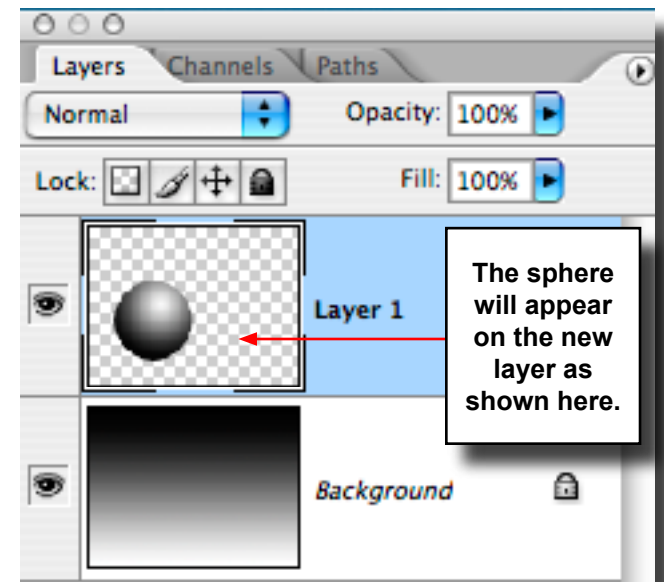 Layers Channels Paths
Normal Opacity: 100%
Lock: Fill: 100%
Layer 1
The sphere
will appear
on the new
layer as
shown here.
Background